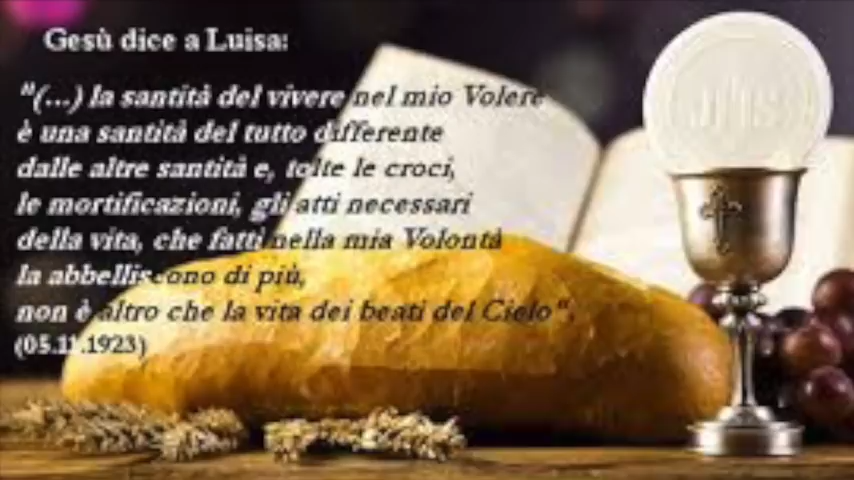 Gesù dice a Luisa:
"(...) la santità del vivere nel mio Volere
è una santità del tutto differente
dalle altre santità e, tolte le croci,
le mortificazioni, gli atti necessari
della vita, che fatti nella mia Volontà
la abbelliscono di più,
non è altro che la vita dei beati del Cielo".
(05.11.1923)
IHS